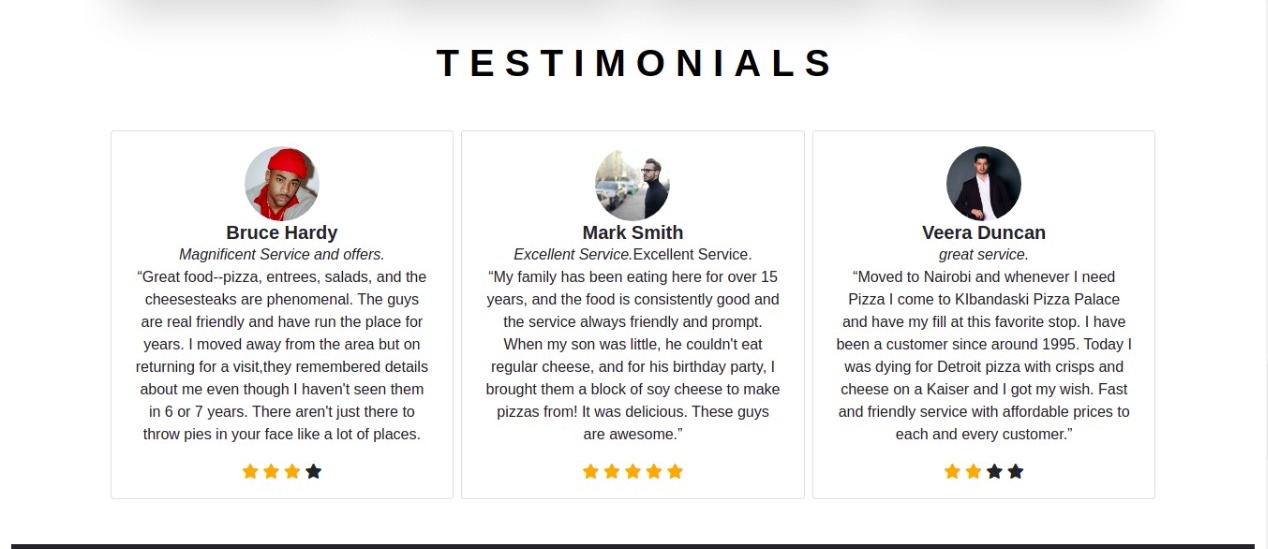 TESTIMONIALS
Bruce Hardy
Magnificent Service and offers.
“Great food--pizza, entrees, salads, and the
cheesesteaks are phenomenal. The guys
are real friendly and have run the place for
years. I moved away from the area but on
returning for a visit,they remembered details
about me even though I haven't seen them
in 6 or 7 years. There aren't just there to
throw pies in your face like a lot of places.
Mark Smith
Excellent Service.Excellent Service.
“My family has been eating here for over 15
years, and the food is consistently good and
the service always friendly and prompt.
When my son was little, he couldn't eat
regular cheese, and for his birthday party, I
brought them a block of soy cheese to make
pizzas from! It was delicious. These guys
are awesome.”
Veera Duncan
great service.
“Moved to Nairobi and whenever I need
Pizza I come to KIbandaski Pizza Palace
and have my fill at this favorite stop. I have
been a customer since around 1995. Today I
was dying for Detroit pizza with crisps and
cheese on a Kaiser and I got my wish. Fast
and friendly service with affordable prices to
each and every customer.”